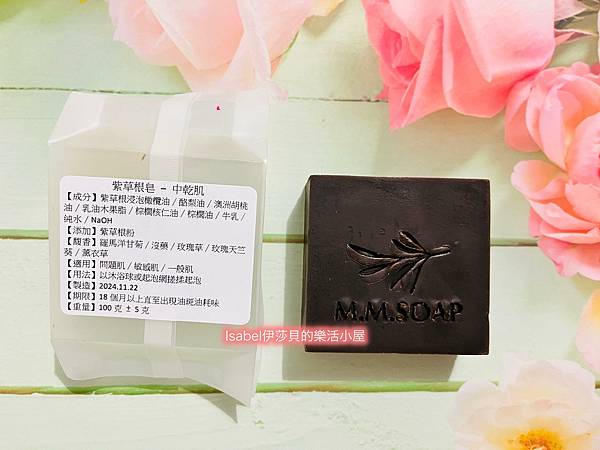 紫草根皂 - 中乾肌
【成分】紫草根浸泡橄欖油 / 酪梨油 / 澳洲胡桃
油 / 乳油木果脂 / 棕櫚核仁油 / 棕櫚油 / 牛乳 /
純水 / NaOH
【添加】紫草根粉
【馥香】羅馬洋甘菊 / 沒藥 / 玫瑰草 / 玫瑰天竺
葵 / 薰衣草
【適用】問題肌 / 敏感肌 / 一般肌
【用法】以沐浴球或起泡網搓揉起泡
【製造】2024.11.22
【期限】18 個月以上直至出現油斑油耗味
【重量】100 克 ± 5 克
M.M.SOAP
Isabel伊莎貝的樂活小屋